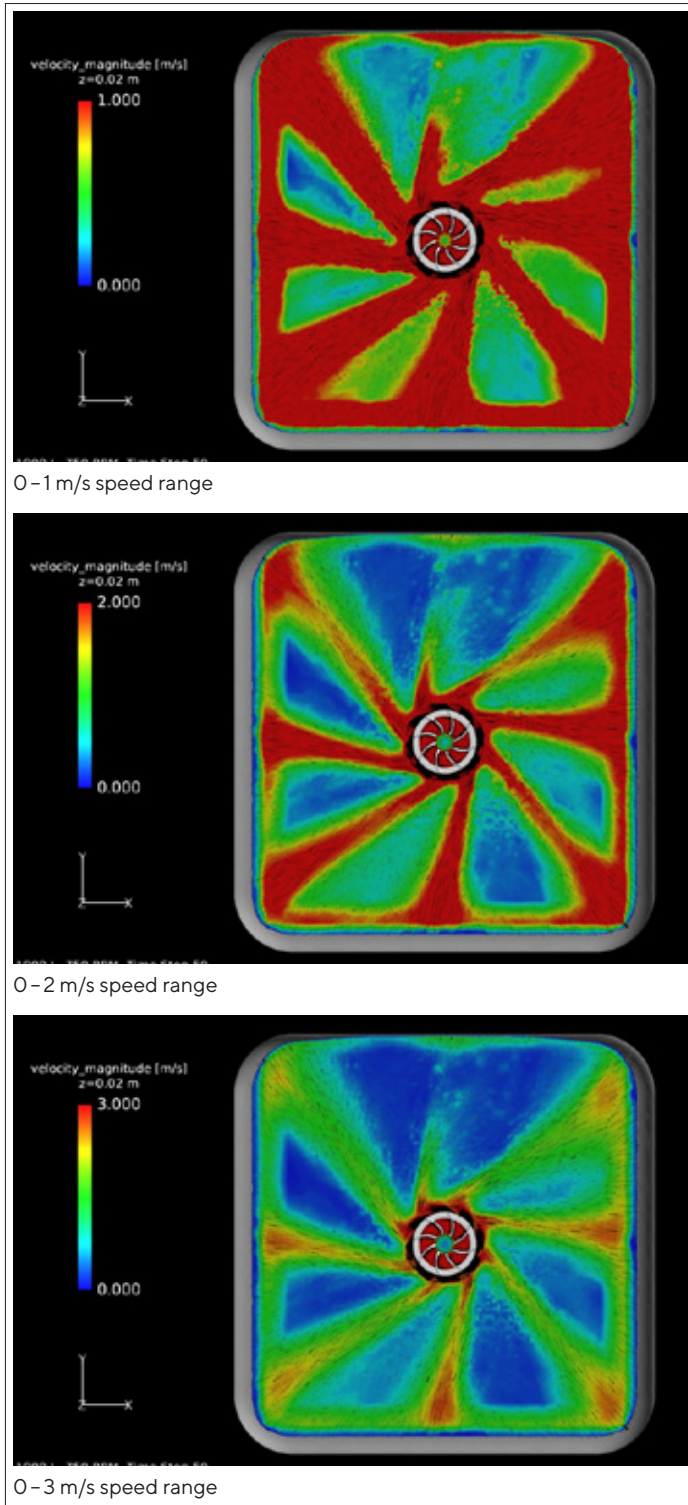 velocity_magnitude [m/s]
z=0.02 m
1.000
0.000
Y
Z X
0 – 1 m/s speed range
velocity_magnitude [m/s]
z=0.02 m
2.000
0.000
Y
Z X
0 – 2 m/s speed range
velocity_magnitude [m/s]
z=0.02 m
3.000
0.000
Y
Z X
0 – 3 m/s speed range